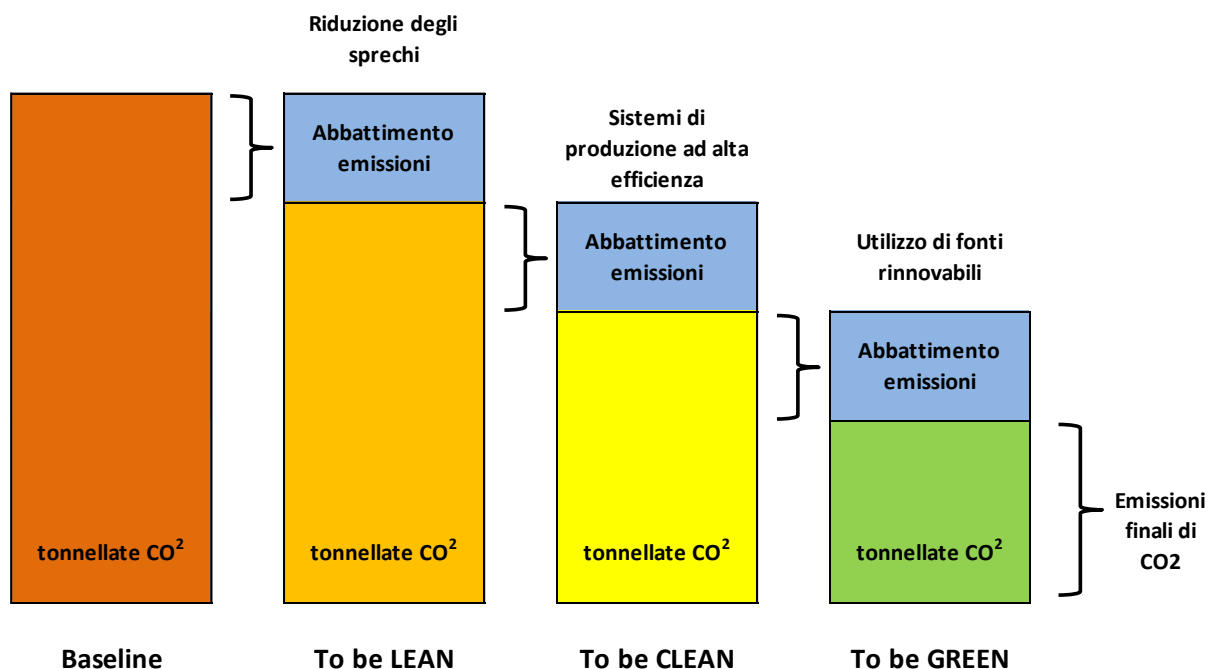 Riduzione degli
sprechi
Abbattimento
emissioni
Sistemi di
produzione ad alta
efficienza
Abbattimento
emissioni
Utilizzo di fonti
rinnovabili
Abbattimento
emissioni
tonnellate CO²
tonnellate CO²
tonnellate CO²
tonnellate CO²
Emissioni
finali di
CO2
Baseline
To be LEAN
To be CLEAN
To be GREEN